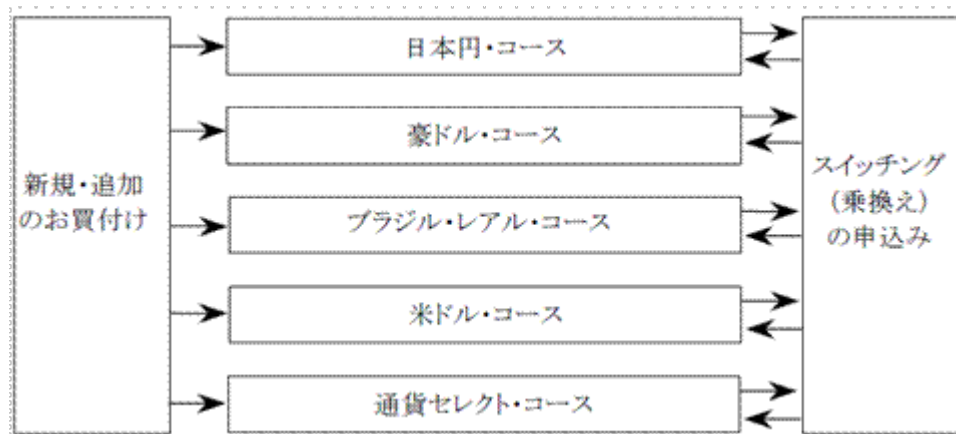 新規・追加
のお買付け
日本円・コース
豪ドル・コース
ブラジル・レアル・コース
米ドル・コース
通貨セレクト・コース
スイッチング
(乗換え)
の申込み